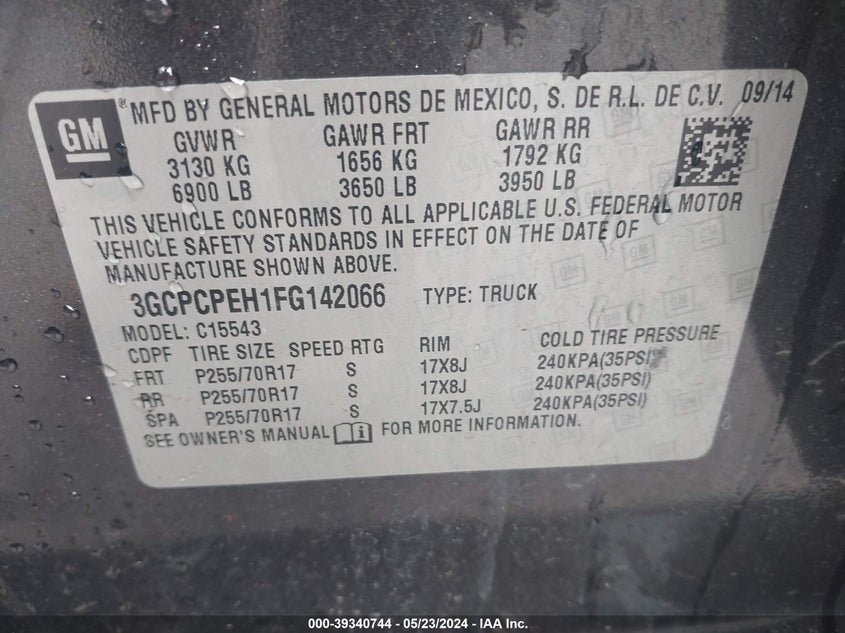 GM
® MFD BY GENERAL MOTORS DE MEXICO, S. DE R.L. DE C.V. 09/14
GVWR GAWR FRT GAWR RR
3130 KG 1656 KG 1792 KG
6900 LB 3650 LB 3950 LB
THIS VEHICLE CONFORMS TO ALL APPLICABLE U.S. FEDERAL MOTOR
VEHICLE SAFETY STANDARDS IN EFFECT ON THE DATE OF
MANUFACTURE SHOWN ABOVE.
3GCPCPEH1FG142066 TYPE: TRUCK
MODEL: C15543
CDPF TIRE SIZE SPEED RTG RIM COLD TIRE PRESSURE
FRT P255/70R17 S 17X8J 240KPA(35PSI)
RR P255/70R17 S 17X8J 240KPA(35PSI)
SPA P255/70R17 S 17X7.5J 240KPA(35PSI)
SEE OWNER'S MANUAL FOR MORE INFORMATION.
000-39340744 — 05/23/2024 — IAA Inc.